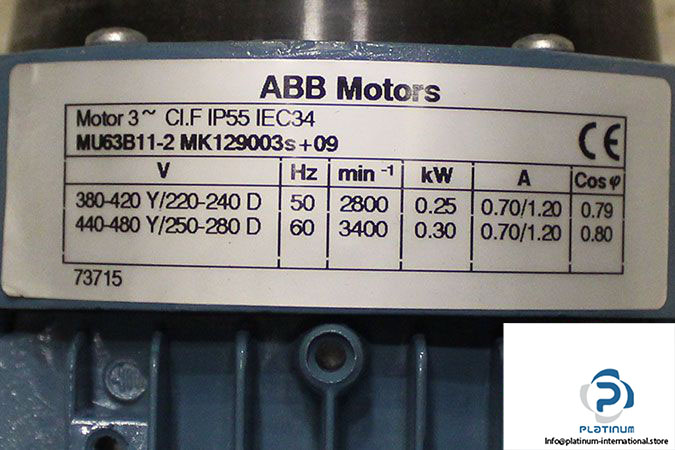 ABB Motors
Motor 3~ Cl.F IP55 IEC34
MU63B11-2 MK129003s+09
CE
V Hz min -1 kW A Cos φ
380-420 Y/220-240 D 50 2800 0.25 0.70/1.20 0.79
440-480 Y/250-280 D 60 3400 0.30 0.70/1.20 0.80
73715
PLATINUM
Info@platinum-international.store